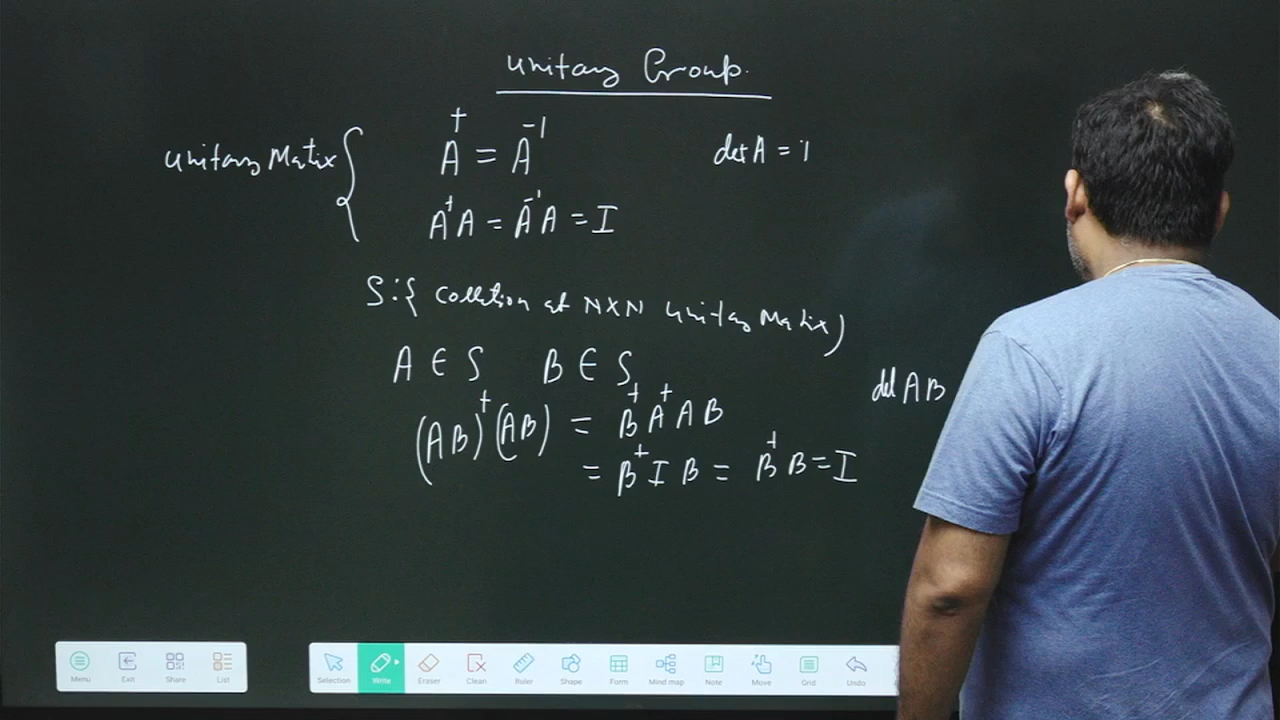 Unitary Group.
Unitary Matrix { A† = A⁻¹
det A = 1
A†A = A⁻¹A = I
S:{ Colletion of N×N Unitary Matrix)
A ∈ S B ∈ S
det AB
(AB)†(AB) = B†A†AB
= B†IB = B†B = I
Menu Exit Share List Selection Write Eraser Clean Ruler Shape Form Mind map Note Move Grid Undo